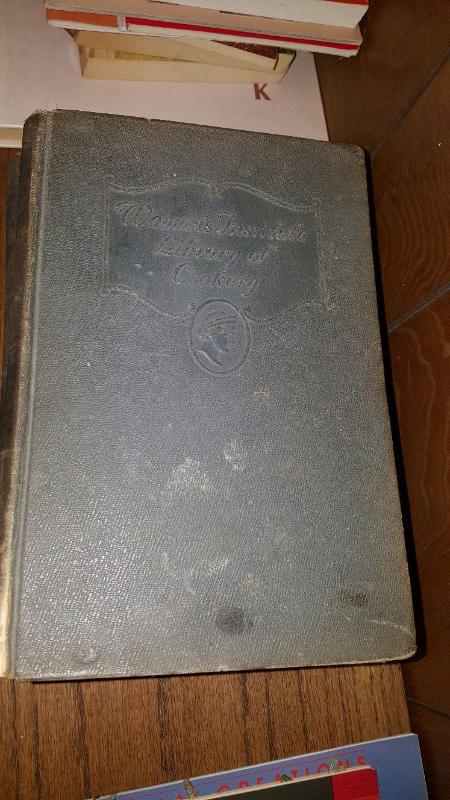 K
Woman's Institute
Library of
Cookery
CREATIONS